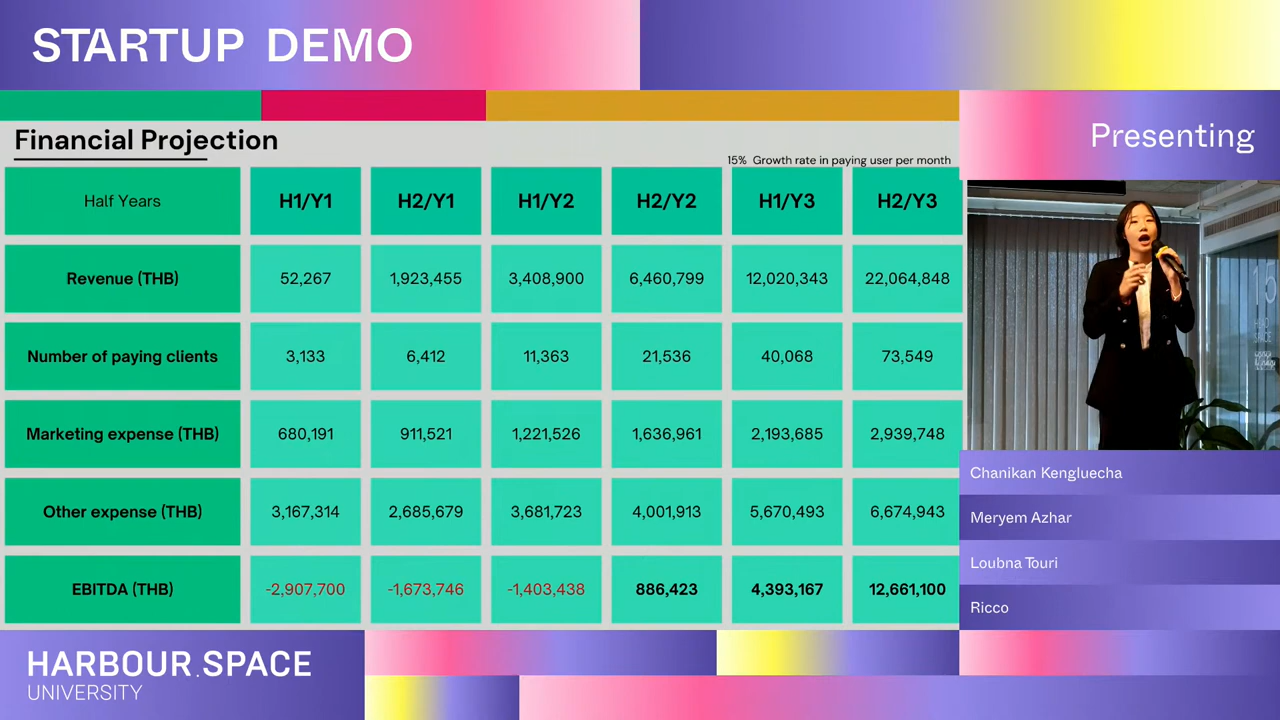 STARTUP DEMO
Financial Projection
15% Growth rate in paying user per month
Half Years H1/Y1 H2/Y1 H1/Y2 H2/Y2 H1/Y3 H2/Y3
Revenue (THB) 52,267 1,923,455 3,408,900 6,460,799 12,020,343 22,064,848
Number of paying clients 3,133 6,412 11,363 21,536 40,068 73,549
Marketing expense (THB) 680,191 911,521 1,221,526 1,636,961 2,193,685 2,939,748
Other expense (THB) 3,167,314 2,685,679 3,681,723 4,001,913 5,670,493 6,674,943
EBITDA (THB) -2,907,700 -1,673,746 -1,403,438 886,423 4,393,167 12,661,100
Presenting
Chanikan Kengluecha
Meryem Azhar
Loubna Touri
Ricco
HARBOUR.SPACE
UNIVERSITY